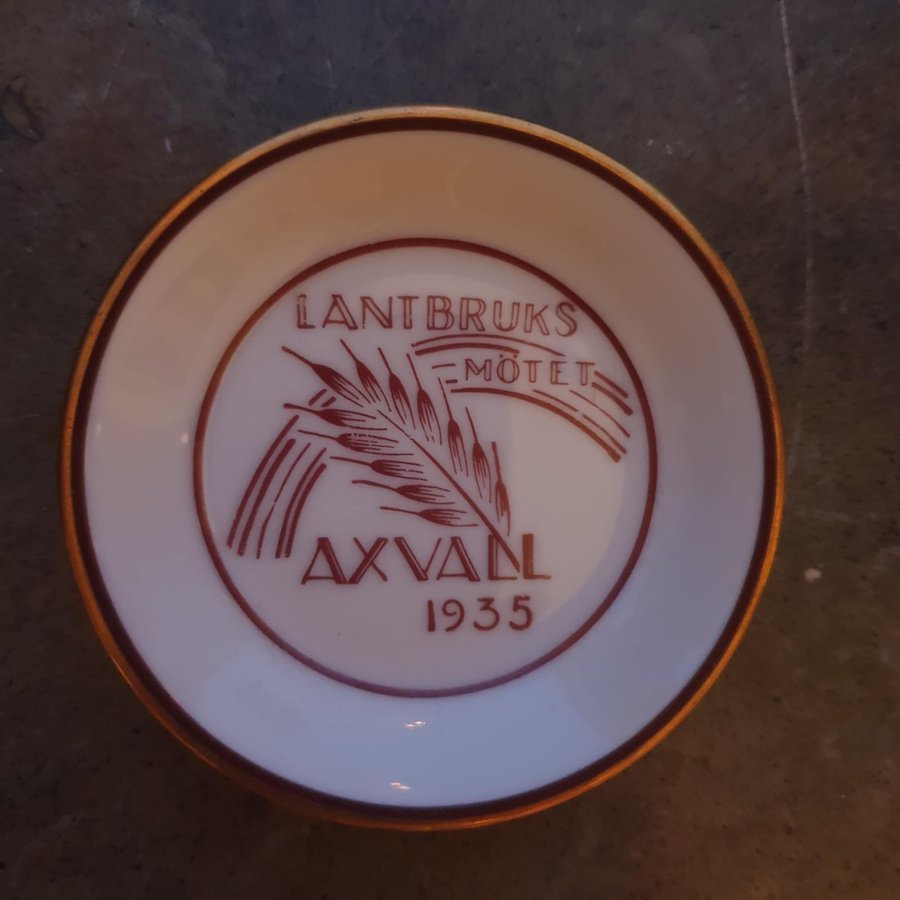 LANTBRUKS
MÖTET
AXVALL
1935